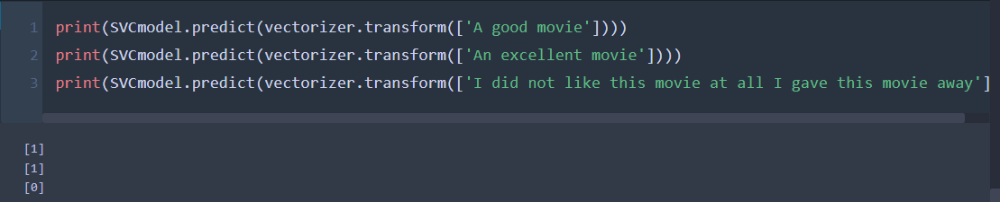 1 print(SVCmodel.predict(vectorizer.transform(['A good movie'])))
2 print(SVCmodel.predict(vectorizer.transform(['An excellent movie'])))
3 print(SVCmodel.predict(vectorizer.transform(['I did not like this movie at all I gave this movie away']
[1]
[1]
[0]